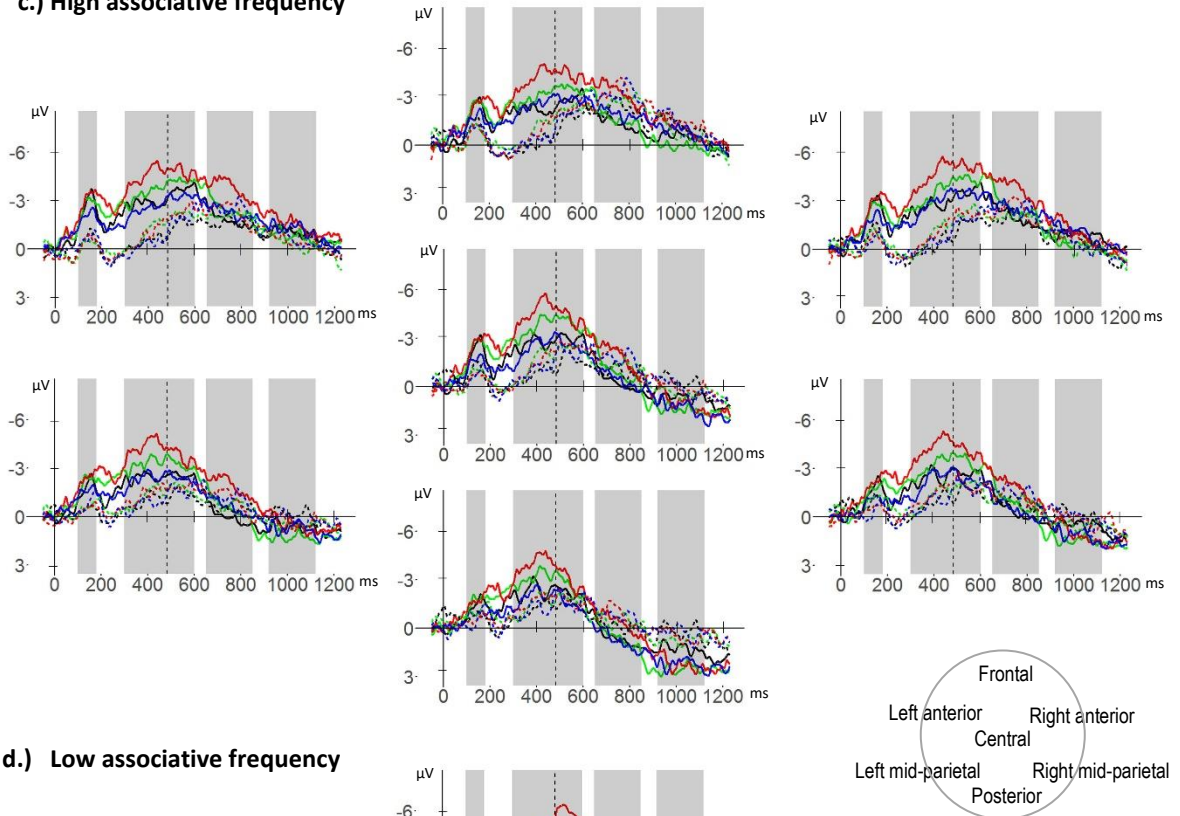 c.) High associative frequency
µV
-6
-3
0
3
0 200 400 600 800 1000 1200 ms
µV
-6
-3
0
3
0 200 400 600 800 1000 1200 ms
µV
-6
-3
0
3
0 200 400 600 800 1000 1200 ms
µV
-6
-3
0
3
0 200 400 600 800 1000 1200 ms
µV
-6
-3
0
3
0 200 400 600 800 1000 1200 ms
µV
-6
-3
0
3
0 200 400 600 800 1000 1200 ms
µV
-6
-3
0
3
0 200 400 600 800 1000 1200 ms
Frontal
Left anterior Right anterior
Central
Left mid-parietal Right mid-parietal
Posterior
d.) Low associative frequency
µV
-6